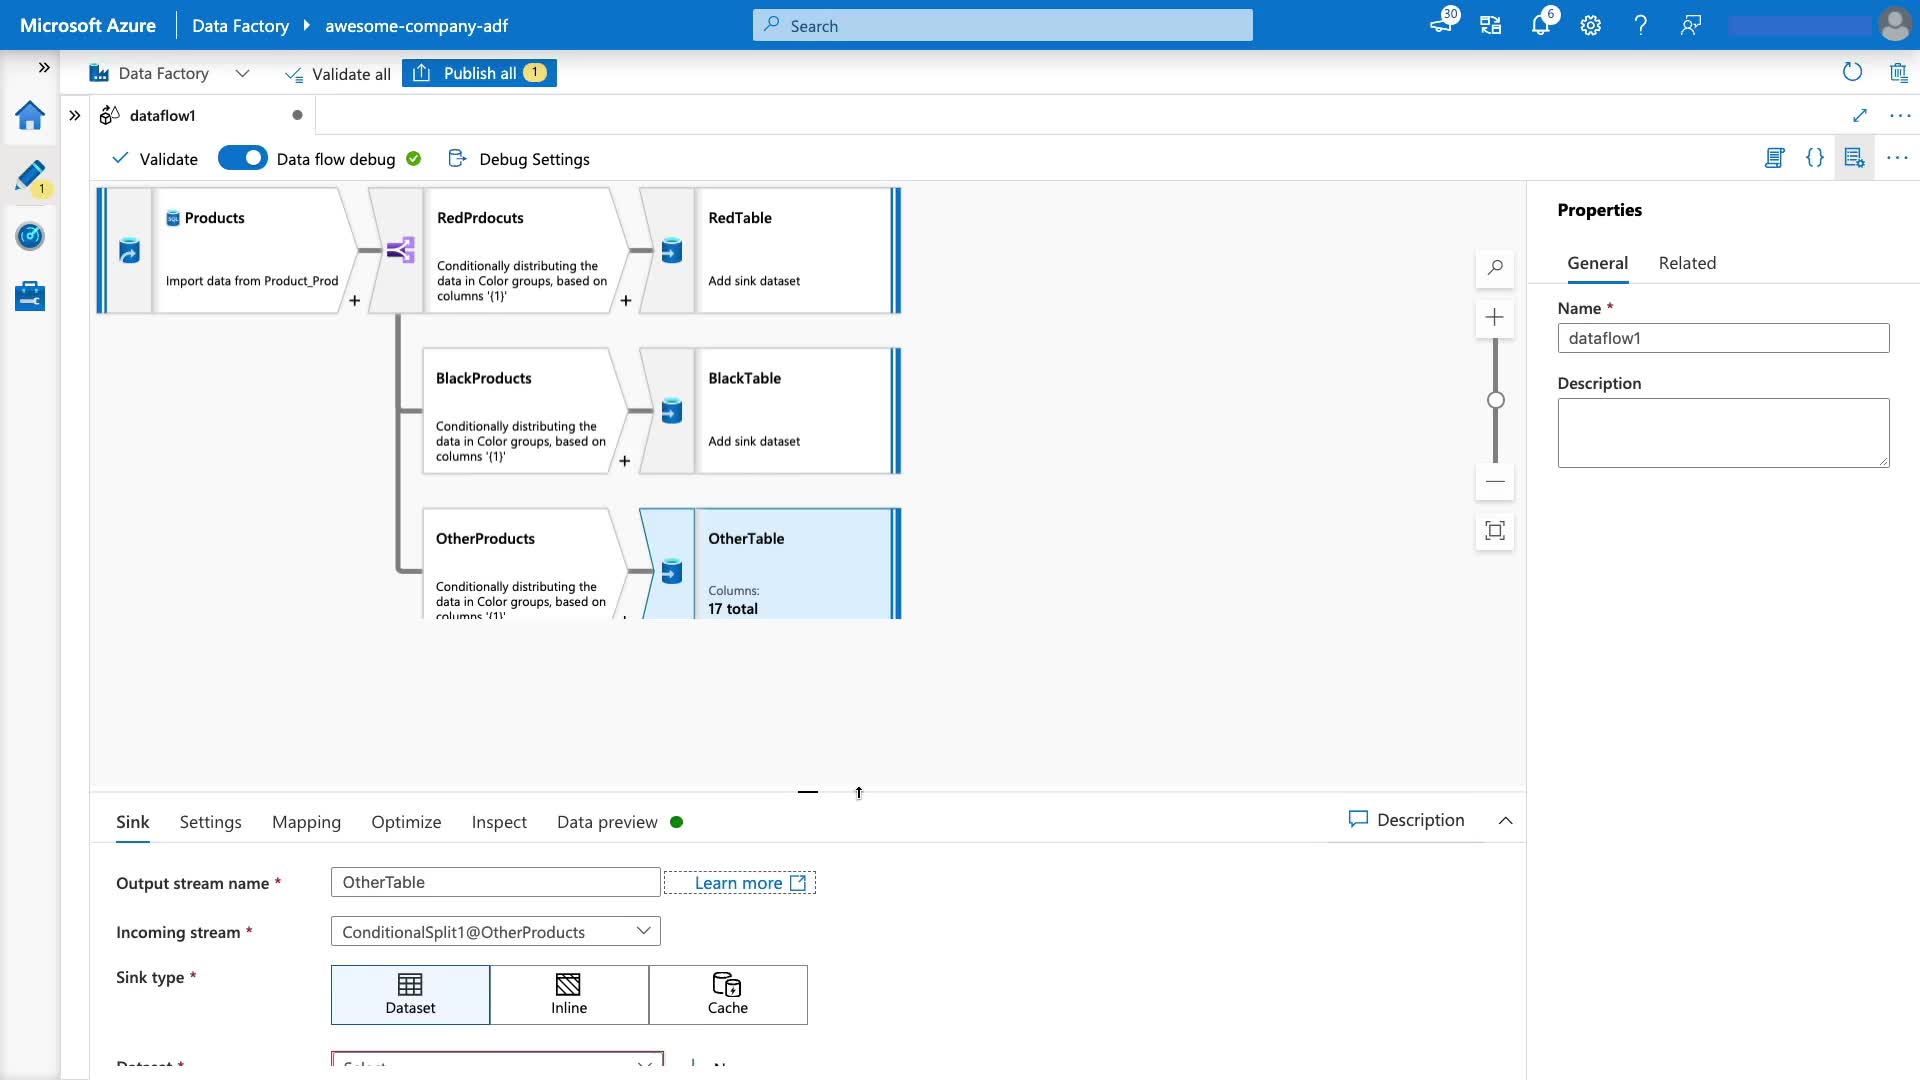 Microsoft Azure
Data Factory
awesome-company-adf
Search
30
6
Data Factory
Validate all
Publish all
1
dataflow1
Validate
Data flow debug
Debug Settings
1
Products
Import data from Product_Prod
RedPrdocuts
Conditionally distributing the
data in Color groups, based on
columns '{1}'
RedTable
Add sink dataset
BlackProducts
Conditionally distributing the
data in Color groups, based on
columns '{1}'
BlackTable
Add sink dataset
OtherProducts
Conditionally distributing the
data in Color groups, based on
columns '{1}'
OtherTable
Columns:
17 total
Properties
General
Related
Name *
dataflow1
Description
Sink
Settings
Mapping
Optimize
Inspect
Data preview
Description
Output stream name *
OtherTable
Learn more
Incoming stream *
ConditionalSplit1@OtherProducts
Sink type *
Dataset
Inline
Cache
Dataset *
Select...